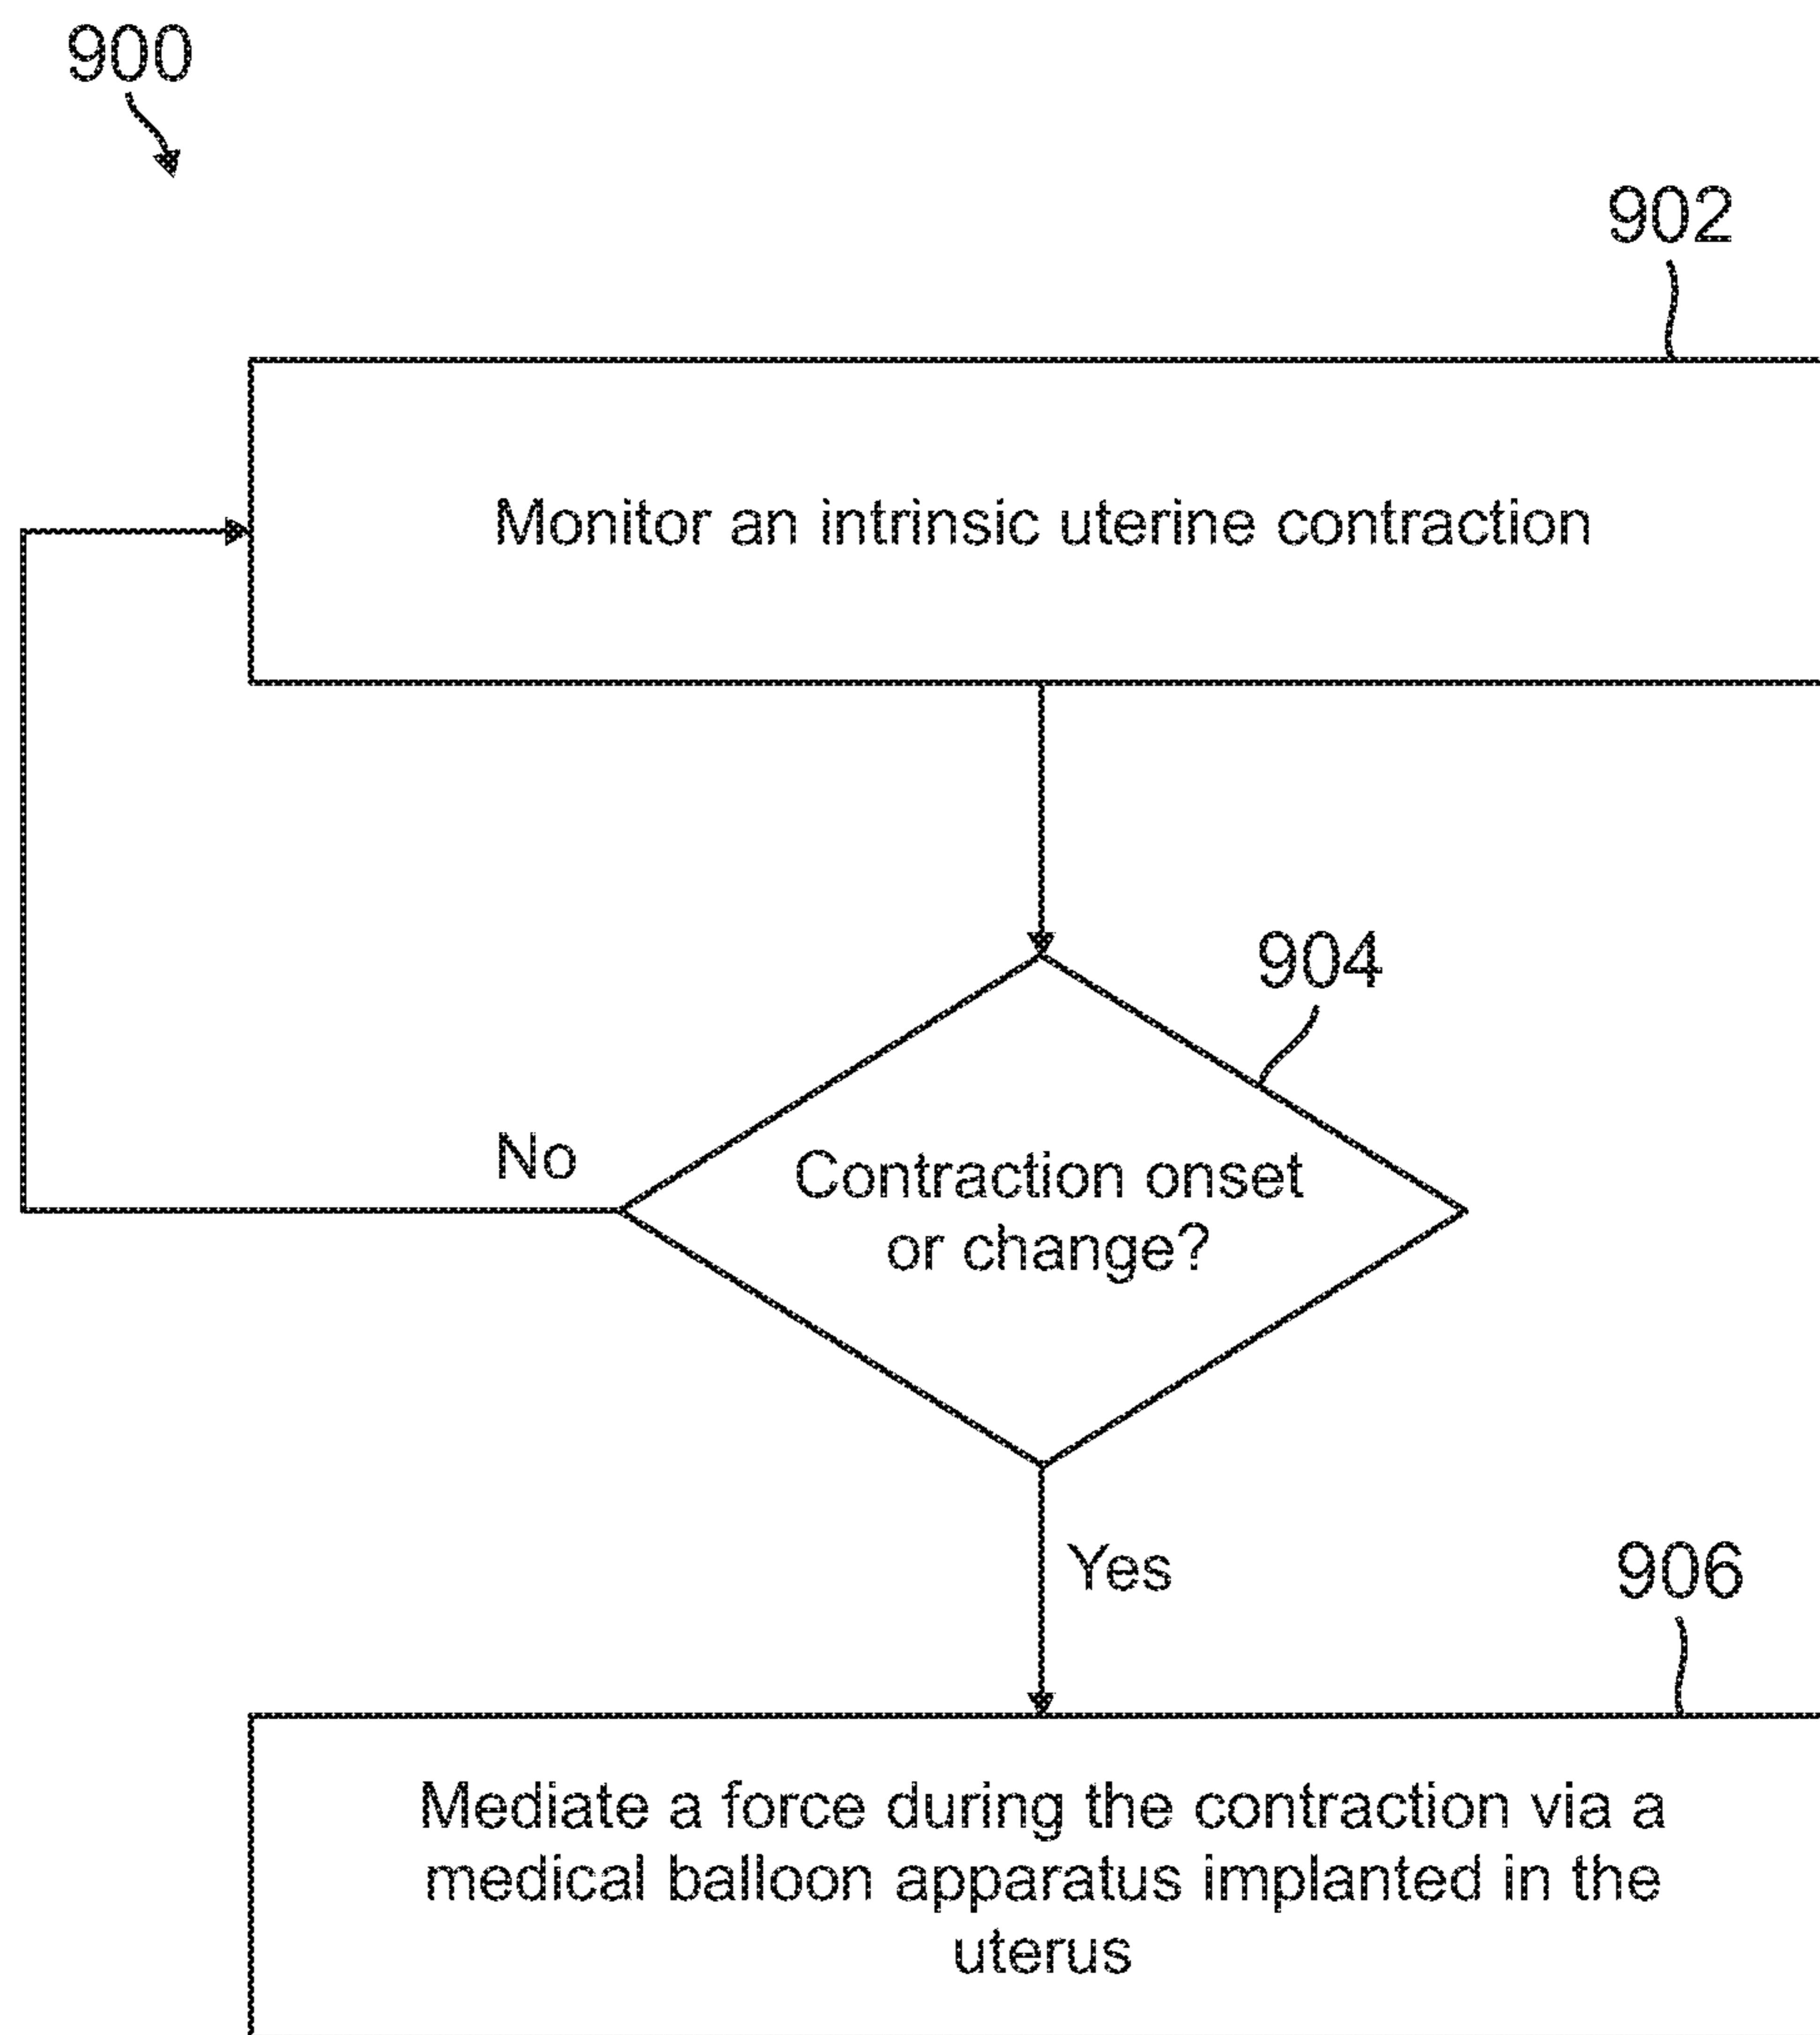 900
902
Monitor an intrinsic uterine contraction
904
No
Contraction onset
or change?
Yes
906
Mediate a force during the contraction via a
medical balloon apparatus implanted in the
uterus